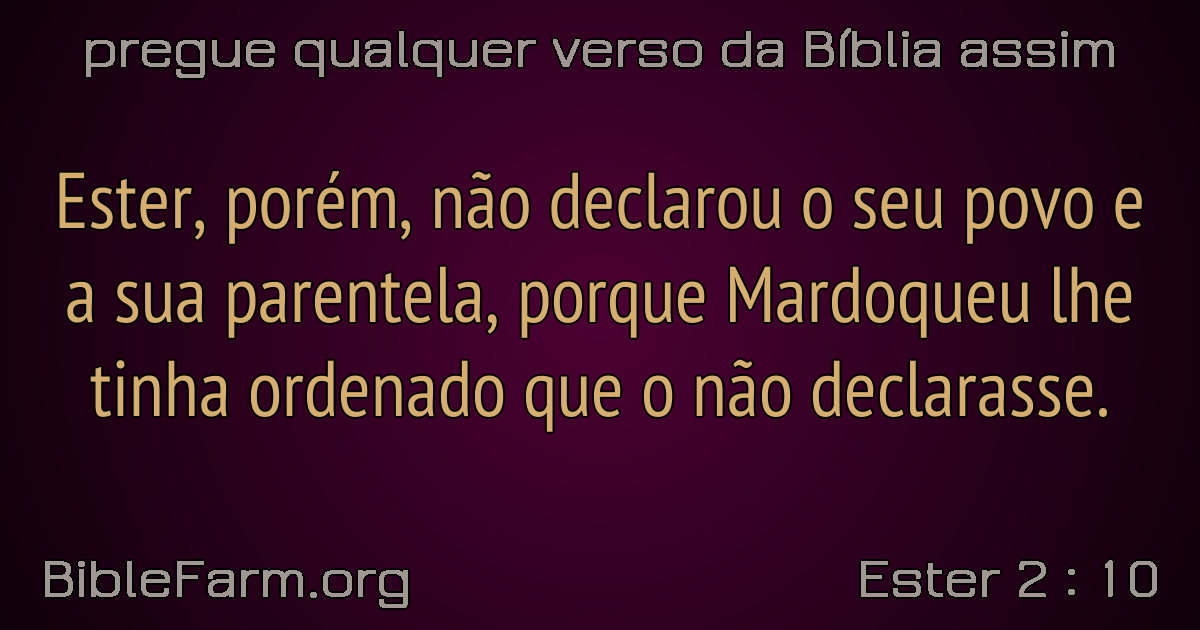 pregue qualquer verso da Bíblia assim
Ester, porém, não declarou o seu povo e
a sua parentela, porque Mardoqueu lhe
tinha ordenado que o não declarasse.
BibleFarm.org
Ester 2 : 10